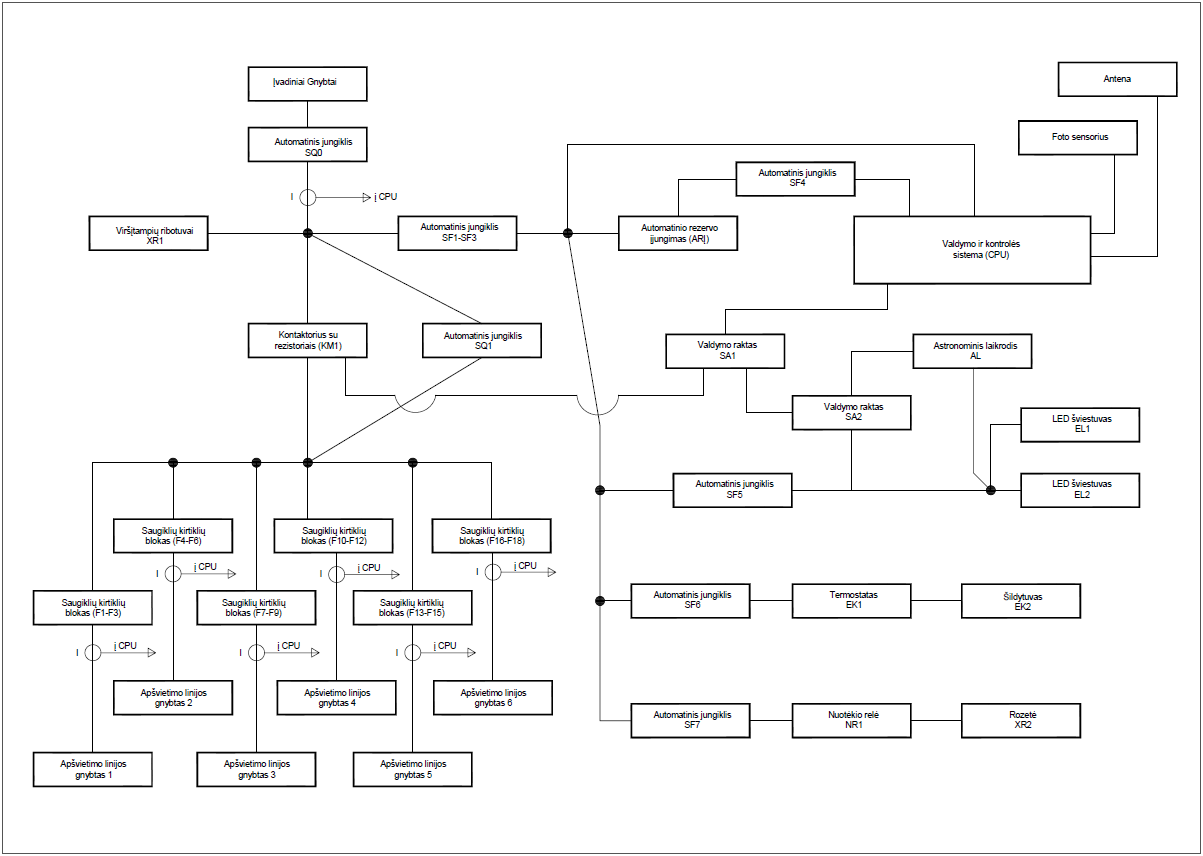 Įvadiniai Gnybtai
Antena
Automatinis jungiklis
SQ0
Foto sensorius
I
į CPU
Automatinis jungiklis
SF4
Viršįtampių ribotuvai
XR1
Automatinis jungiklis
SF1-SF3
Automatinio rezervo
įjungimas (ARĮ)
Valdymo ir kontrolės
sistema (CPU)
Kontaktorius su
rezistoriais (KM1)
Automatinis jungiklis
SQ1
Valdymo raktas
SA1
Astronominis laikrodis
AL
Valdymo raktas
SA2
LED šviestuvas
EL1
Automatinis jungiklis
SF5
LED šviestuvas
EL2
Saugiklių kirtiklių
blokas (F4-F6)
Saugiklių kirtiklių
blokas (F10-F12)
Saugiklių kirtiklių
blokas (F16-F18)
I
į CPU
I
į CPU
I
į CPU
Saugiklių kirtiklių
blokas (F1-F3)
Saugiklių kirtiklių
blokas (F7-F9)
Saugiklių kirtiklių
blokas (F13-F15)
Automatinis jungiklis
SF6
Termostatas
EK1
Šildytuvas
EK2
I
į CPU
I
į CPU
I
į CPU
Apšvietimo linijos
gnybtas 2
Apšvietimo linijos
gnybtas 4
Apšvietimo linijos
gnybtas 6
Automatinis jungiklis
SF7
Nuotėkio relė
NR1
Rozetė
XR2
Apšvietimo linijos
gnybtas 1
Apšvietimo linijos
gnybtas 3
Apšvietimo linijos
gnybtas 5